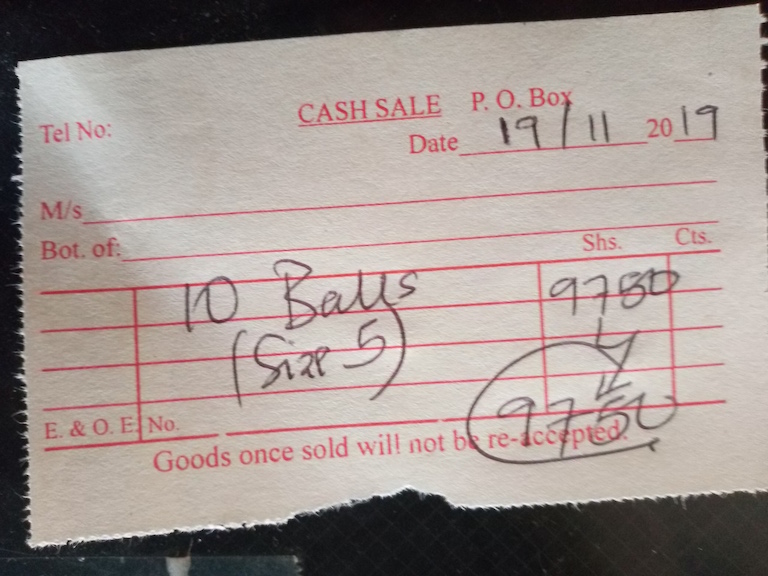 CASH SALE P. O. Box
Tel No:
Date 19/11 2019
M/s
Bot. of:
Shs. Cts.
10 Balls 9750
(Size 5)
9750
E. & O. E. No.
Goods once sold will not be re-accepted.